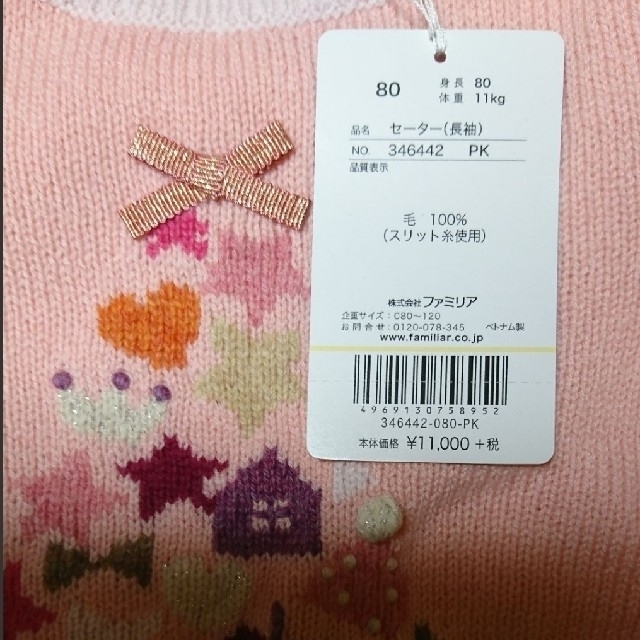 80 身長 80
体重 11kg
品名 セーター(長袖)
NO. 346442 PK
品質表示
毛 100%
(スリット糸使用)
株式会社 ファミリア
企画サイズ:C80〜120
お問合せ:0120-078-345 ベトナム製
www.familiar.co.jp
4969130738952
346442-080-PK
本体価格 ¥11,000 +税